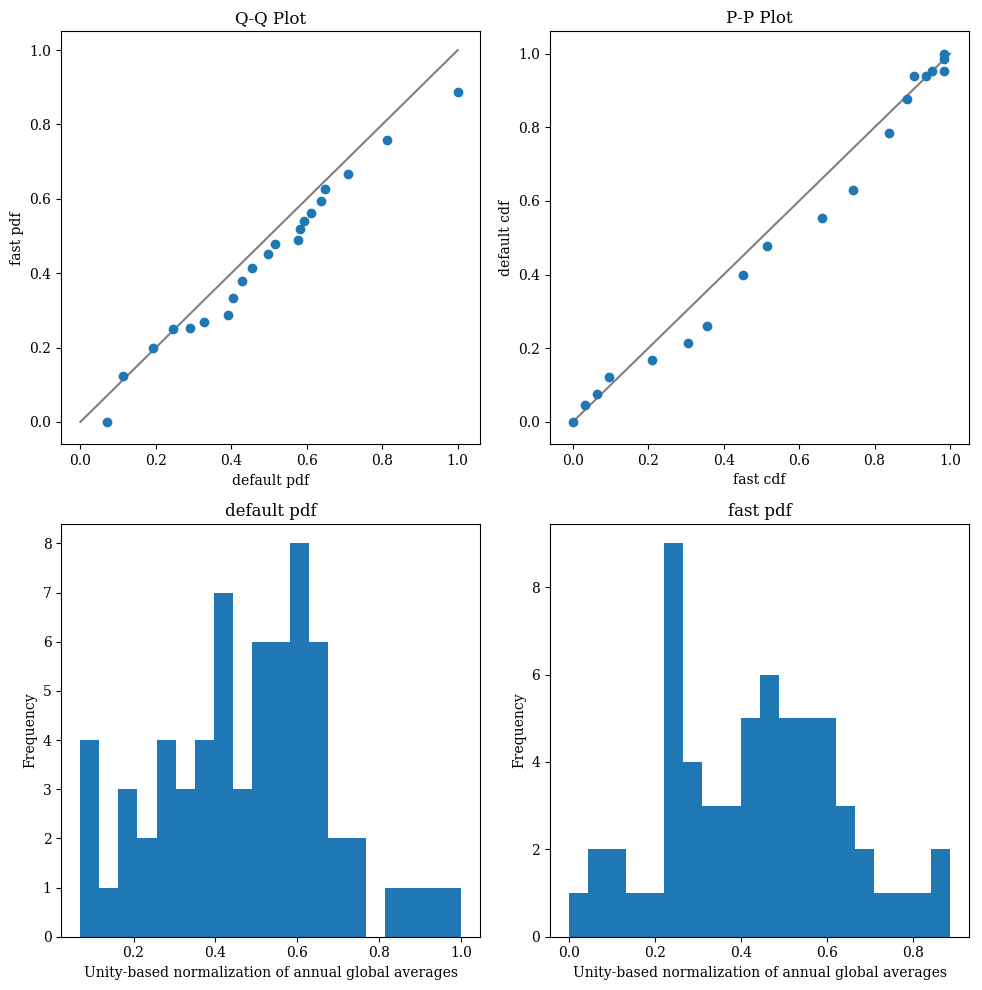 Q-Q Plot
1.0
0.8
0.6
0.4
0.2
0.0
fast pdf
0.0 0.2 0.4 0.6 0.8 1.0
default pdf
P-P Plot
1.0
0.8
0.6
0.4
0.2
0.0
default cdf
0.0 0.2 0.4 0.6 0.8 1.0
fast cdf
default pdf
8
7
6
5
4
3
2
1
0
Frequency
0.2 0.4 0.6 0.8 1.0
Unity-based normalization of annual global averages
fast pdf
8
6
4
2
0
Frequency
0.0 0.2 0.4 0.6 0.8
Unity-based normalization of annual global averages